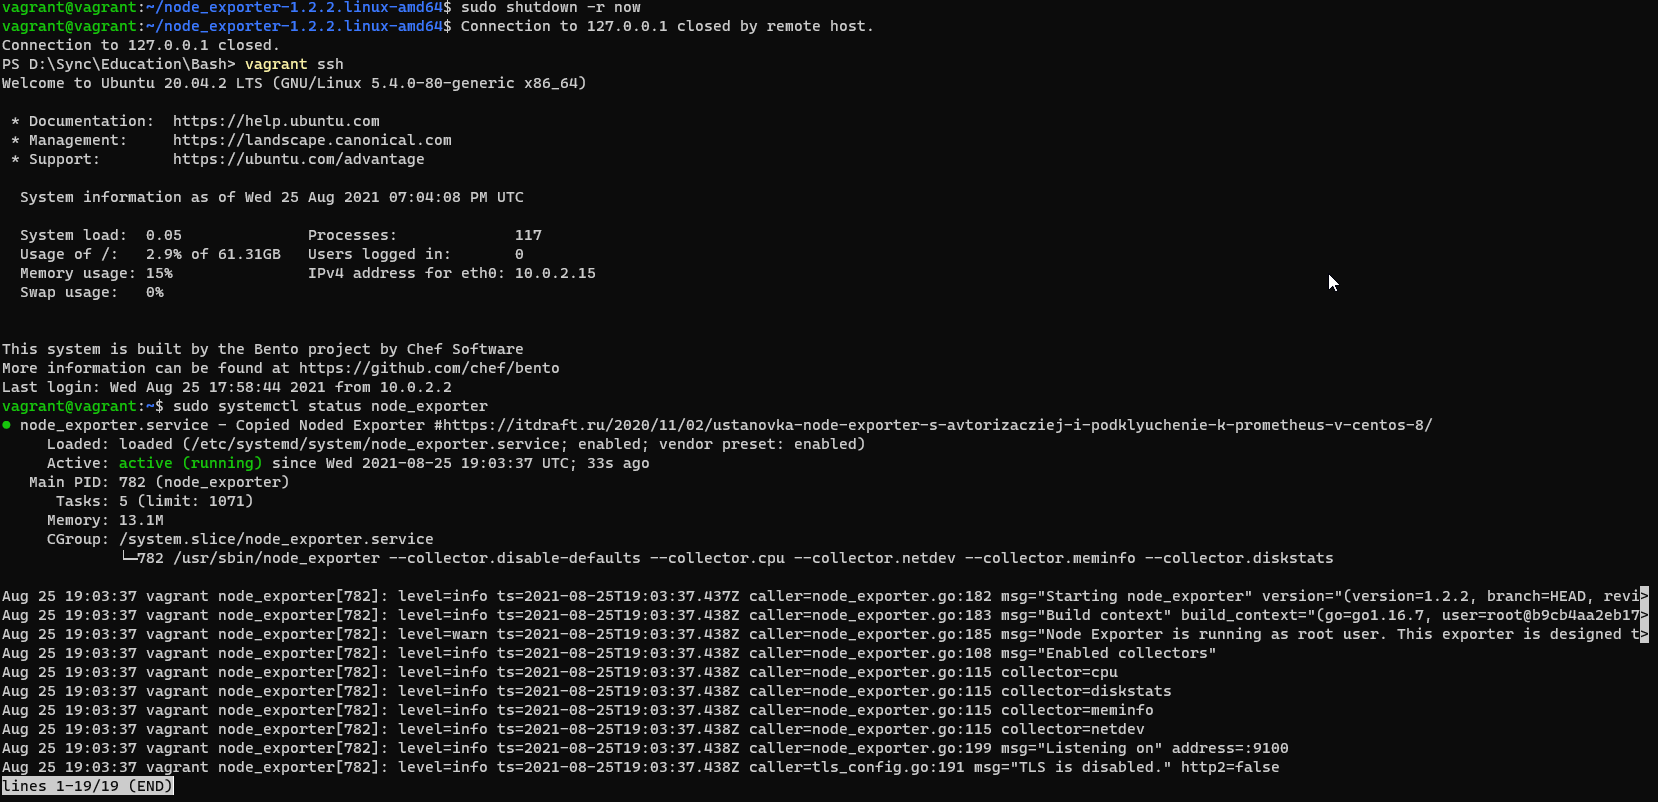 vagrant@vagrant:~/node_exporter-1.2.2.linux-amd64$ sudo shutdown -r now
vagrant@vagrant:~/node_exporter-1.2.2.linux-amd64$ Connection to 127.0.0.1 closed by remote host.
Connection to 127.0.0.1 closed.
PS D:\Sync\Education\Bash> vagrant ssh
Welcome to Ubuntu 20.04.2 LTS (GNU/Linux 5.4.0-80-generic x86_64)

 * Documentation:  https://help.ubuntu.com
 * Management:     https://landscape.canonical.com
 * Support:        https://ubuntu.com/advantage

  System information as of Wed 25 Aug 2021 07:04:08 PM UTC

  System load:  0.05              Processes:             117
  Usage of /:   2.9% of 61.31GB   Users logged in:       0
  Memory usage: 15%               IPv4 address for eth0: 10.0.2.15
  Swap usage:   0%

This system is built by the Bento project by Chef Software
More information can be found at https://github.com/chef/bento
Last login: Wed Aug 25 17:58:44 2021 from 10.0.2.2
vagrant@vagrant:~$ sudo systemctl status node_exporter
● node_exporter.service - Copied Noded Exporter #https://itdraft.ru/2020/11/02/ustanovka-node-exporter-s-avtorizacziej-i-podklyuchenie-k-prometheus-v-centos-8/
     Loaded: loaded (/etc/systemd/system/node_exporter.service; enabled; vendor preset: enabled)
     Active: active (running) since Wed 2021-08-25 19:03:37 UTC; 33s ago
   Main PID: 782 (node_exporter)
      Tasks: 5 (limit: 1071)
     Memory: 13.1M
     CGroup: /system.slice/node_exporter.service
             └─782 /usr/sbin/node_exporter --collector.disable-defaults --collector.cpu --collector.netdev --collector.meminfo --collector.diskstats

Aug 25 19:03:37 vagrant node_exporter[782]: level=info ts=2021-08-25T19:03:37.437Z caller=node_exporter.go:182 msg="Starting node_exporter" version="(version=1.2.2, branch=HEAD, revi>
Aug 25 19:03:37 vagrant node_exporter[782]: level=info ts=2021-08-25T19:03:37.438Z caller=node_exporter.go:183 msg="Build context" build_context="(go=go1.16.7, user=root@b9cb4aa2eb17>
Aug 25 19:03:37 vagrant node_exporter[782]: level=warn ts=2021-08-25T19:03:37.438Z caller=node_exporter.go:185 msg="Node Exporter is running as root user. This exporter is designed t>
Aug 25 19:03:37 vagrant node_exporter[782]: level=info ts=2021-08-25T19:03:37.438Z caller=node_exporter.go:108 msg="Enabled collectors"
Aug 25 19:03:37 vagrant node_exporter[782]: level=info ts=2021-08-25T19:03:37.438Z caller=node_exporter.go:115 collector=cpu
Aug 25 19:03:37 vagrant node_exporter[782]: level=info ts=2021-08-25T19:03:37.438Z caller=node_exporter.go:115 collector=diskstats
Aug 25 19:03:37 vagrant node_exporter[782]: level=info ts=2021-08-25T19:03:37.438Z caller=node_exporter.go:115 collector=meminfo
Aug 25 19:03:37 vagrant node_exporter[782]: level=info ts=2021-08-25T19:03:37.438Z caller=node_exporter.go:115 collector=netdev
Aug 25 19:03:37 vagrant node_exporter[782]: level=info ts=2021-08-25T19:03:37.438Z caller=node_exporter.go:199 msg="Listening on" address=:9100
Aug 25 19:03:37 vagrant node_exporter[782]: level=info ts=2021-08-25T19:03:37.438Z caller=tls_config.go:191 msg="TLS is disabled." http2=false
lines 1-19/19 (END)